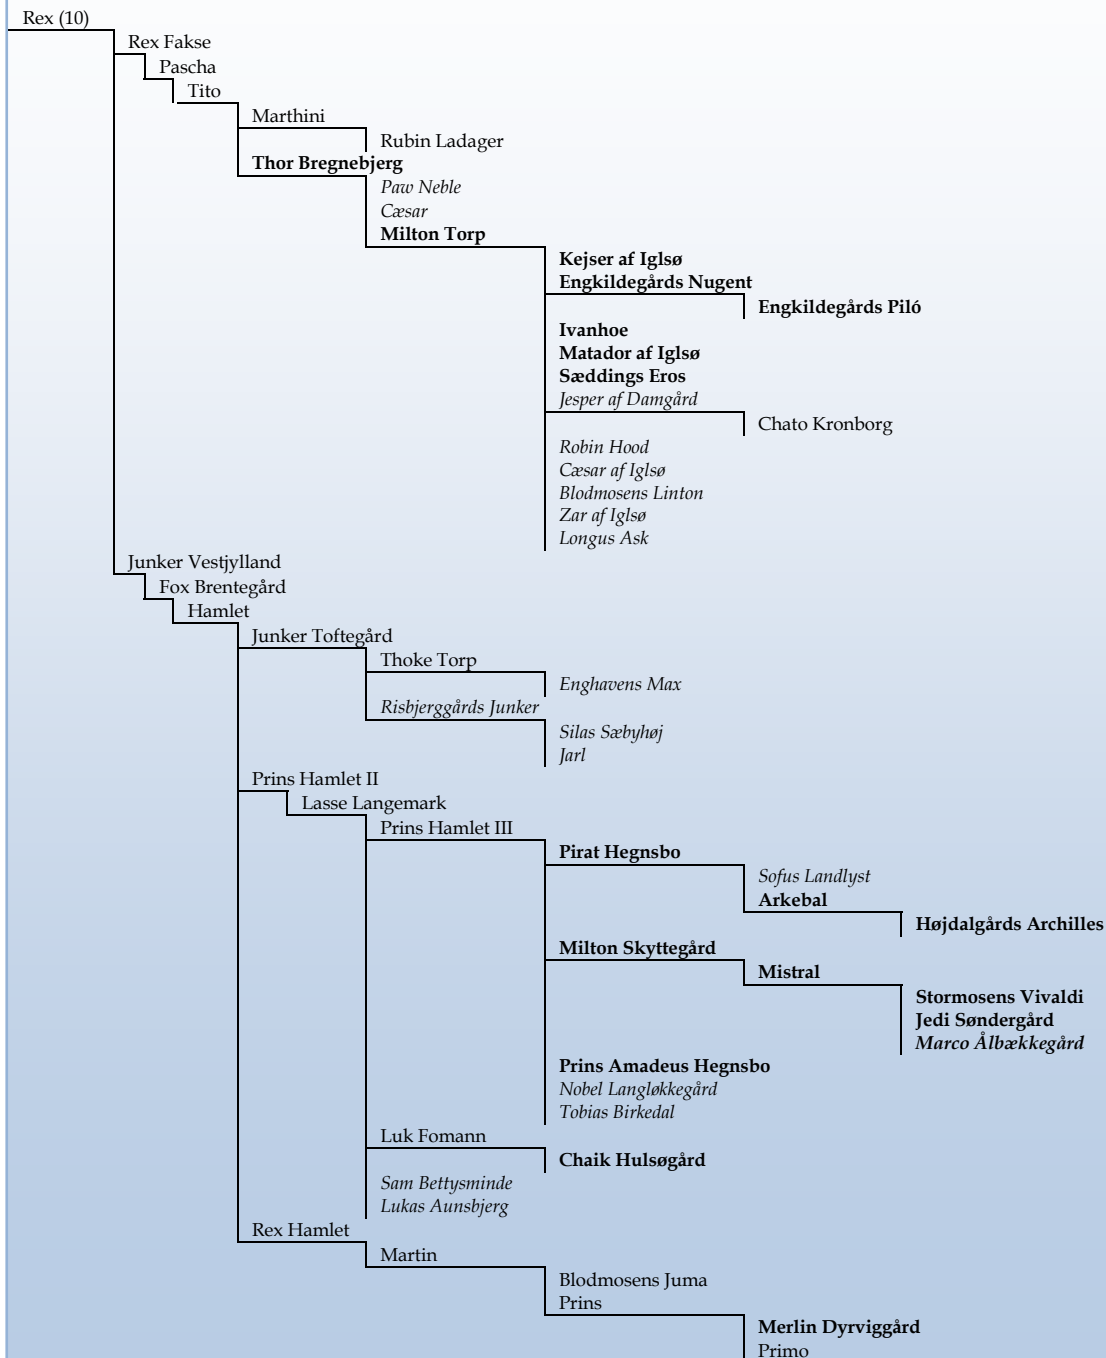 Rex (10)
Rex Fakse
Pascha
Tito
Marthini
Rubin Ladager
Thor Bregnebjerg
Paw Neble
Cæsar
Milton Torp
Kejser af Iglsø
Engkildegårds Nugent
Engkildegårds Piló
Ivanhoe
Matador af Iglsø
Sæddings Eros
Jesper af Damgård
Chato Kronborg
Robin Hood
Cæsar af Iglsø
Blodmosens Linton
Zar af Iglsø
Longus Ask
Junker Vestjylland
Fox Brentegård
Hamlet
Junker Toftegård
Thoke Torp
Enghavens Max
Risbjerggårds Junker
Silas Sæbyhøj
Jarl
Prins Hamlet II
Lasse Langemark
Prins Hamlet III
Pirat Hegnsbo
Sofus Landlyst
Arkebal
Højdalgårds Archilles
Milton Skyttegård
Mistral
Stormosens Vivaldi
Jedi Søndergård
Marco Ålbækkegård
Prins Amadeus Hegnsbo
Nobel Langløkkegård
Tobias Birkedal
Luk Fomann
Chaik Hulsøgård
Sam Bettysminde
Lukas Aunsbjerg
Rex Hamlet
Martin
Blodmosens Juma
Prins
Merlin Dyrviggård
Primo